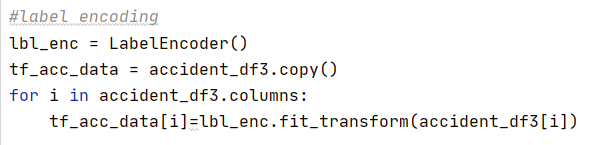 #label encoding
lbl_enc = LabelEncoder()
tf_acc_data = accident_df3.copy()
for i in accident_df3.columns:
    tf_acc_data[i]=lbl_enc.fit_transform(accident_df3[i])